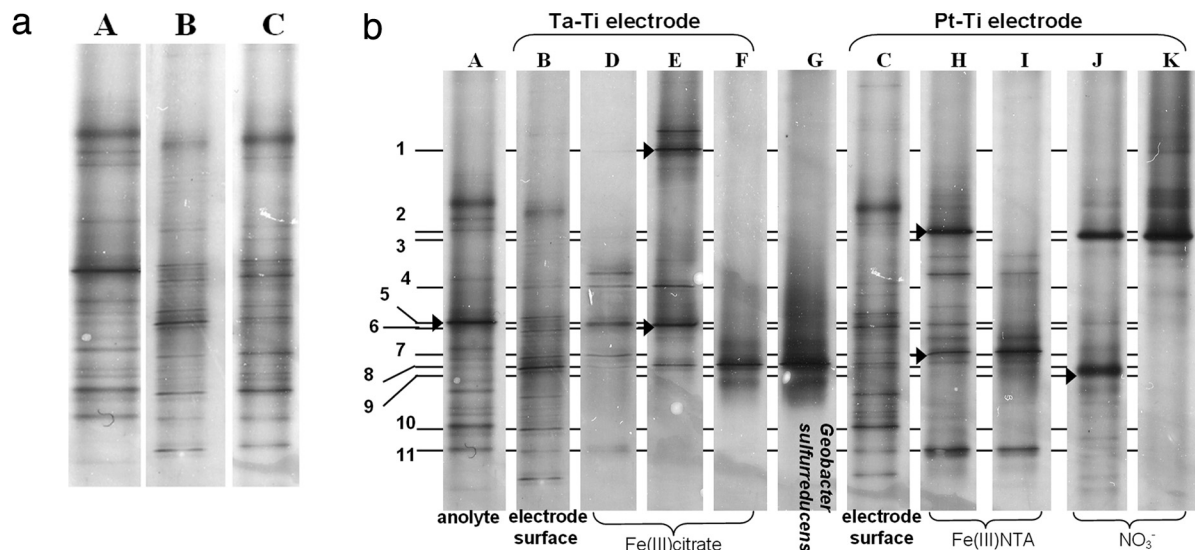 a
A B C
b
Ta-Ti electrode
Pt-Ti electrode
A B D E F G C H I J K
1
2
3
4
5
6
7
8
9
10
11
anolyte
electrode
surface
Fe(III)citrate
Geobacter
sulfurreducens
electrode
surface
Fe(III)NTA
NO₃⁻